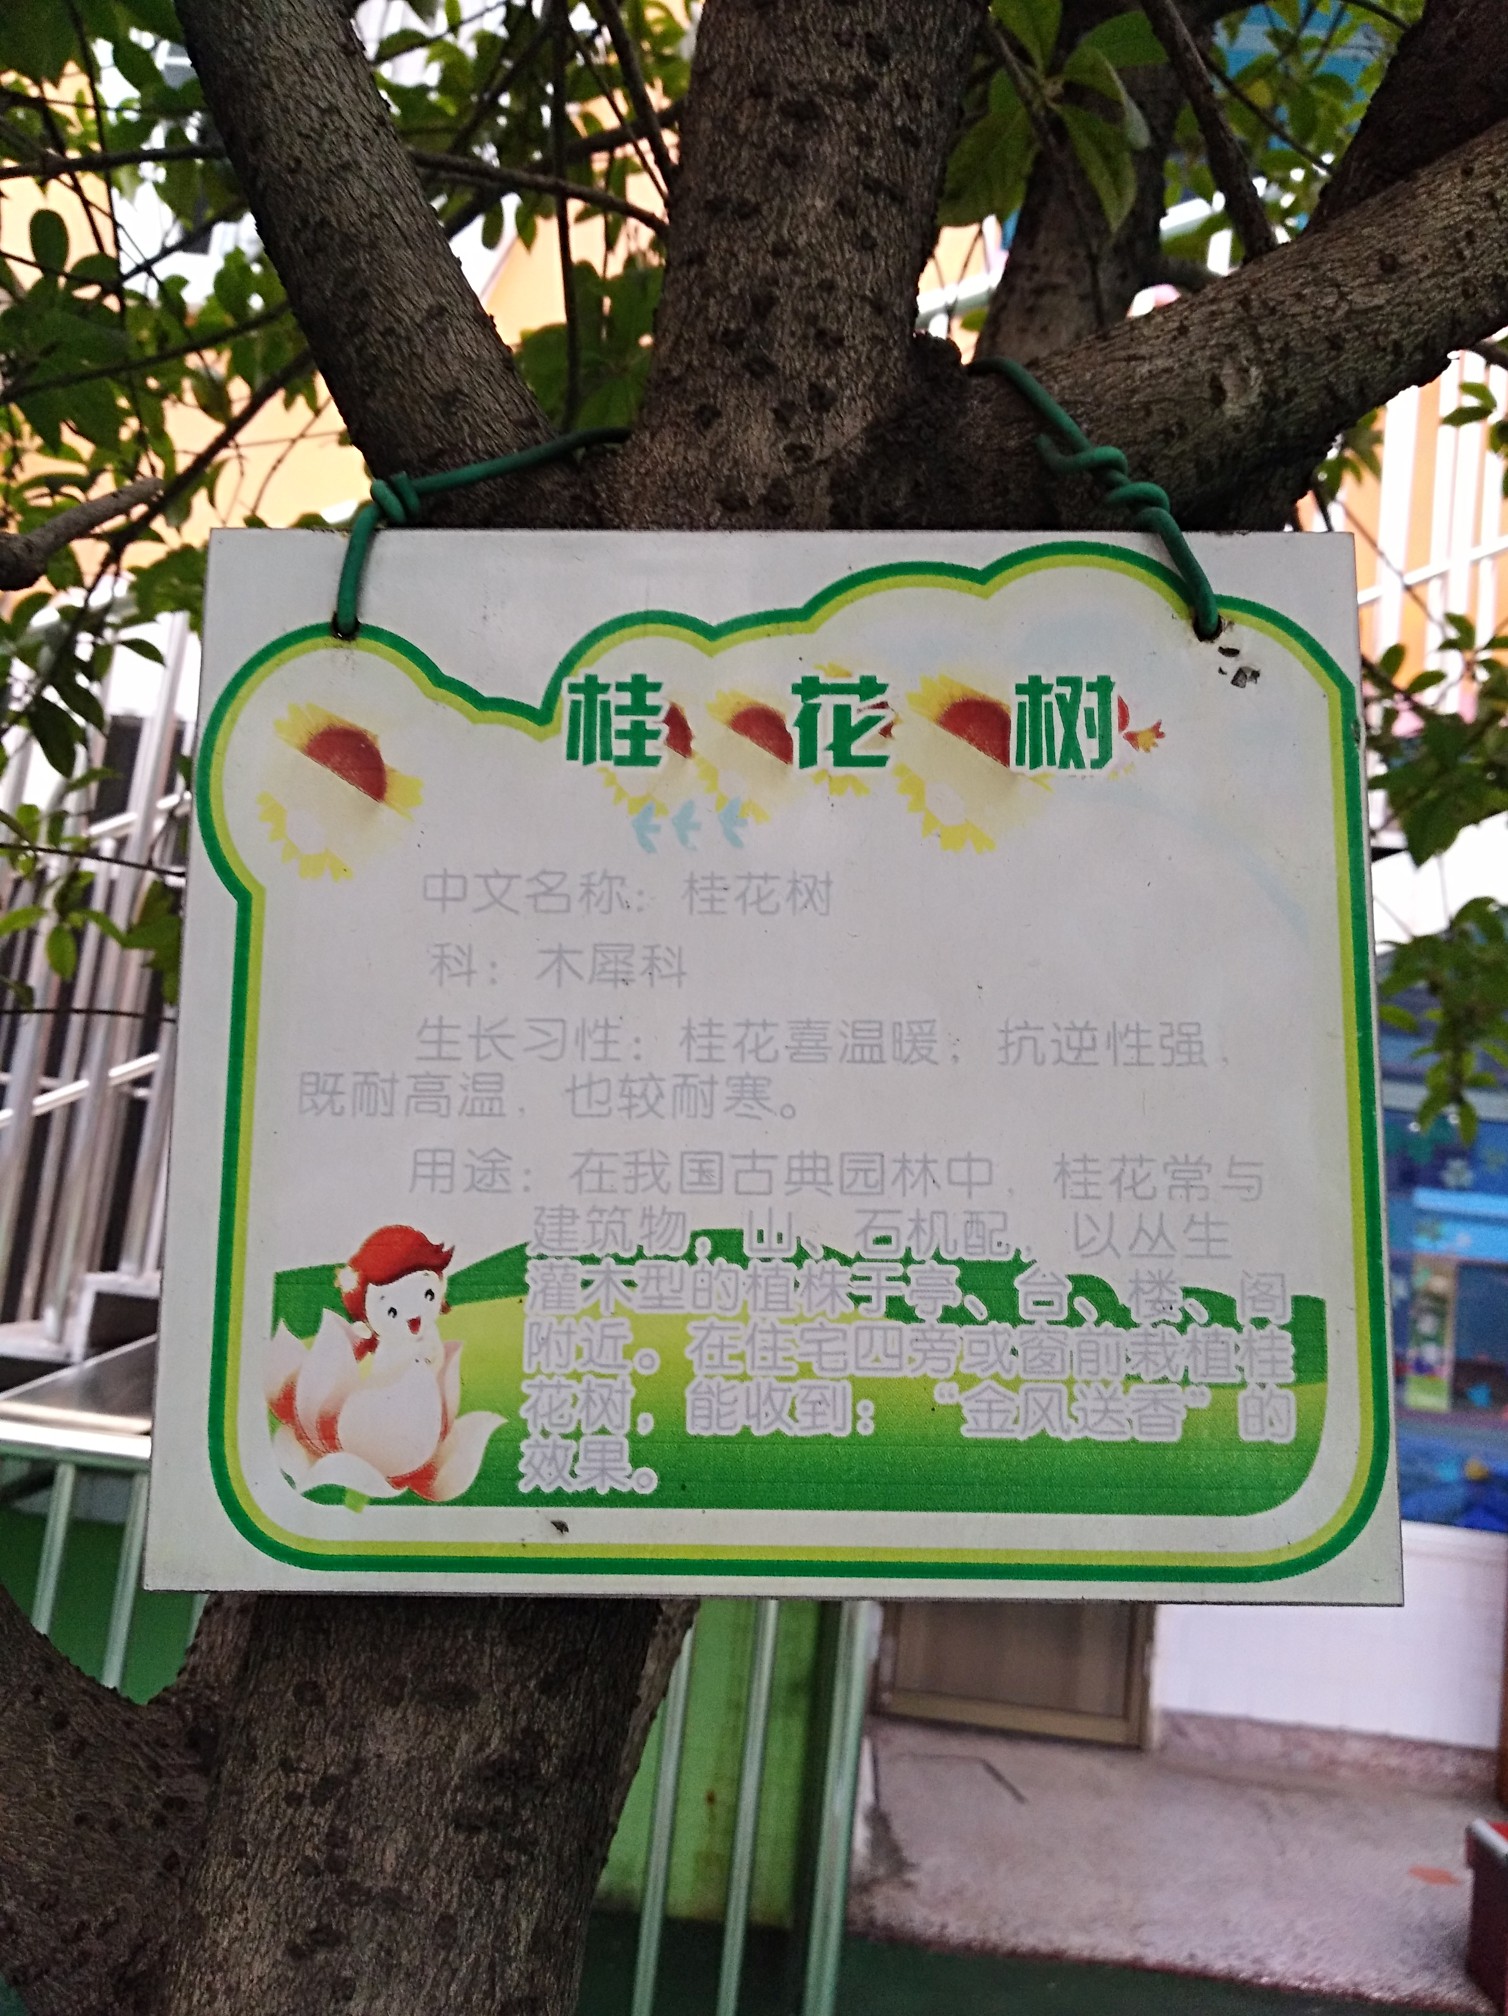 桂花树
中文名称：桂花树
科：木犀科
生长习性：桂花喜温暖；抗逆性强，
既耐高温，也较耐寒。
用途：在我国古典园林中，桂花常与
建筑物，山、石机配，以丛生
灌木型的植株于亭、台、楼、阁
附近。在住宅四旁或窗前栽植桂
花树，能收到：“金风送香”的
效果。